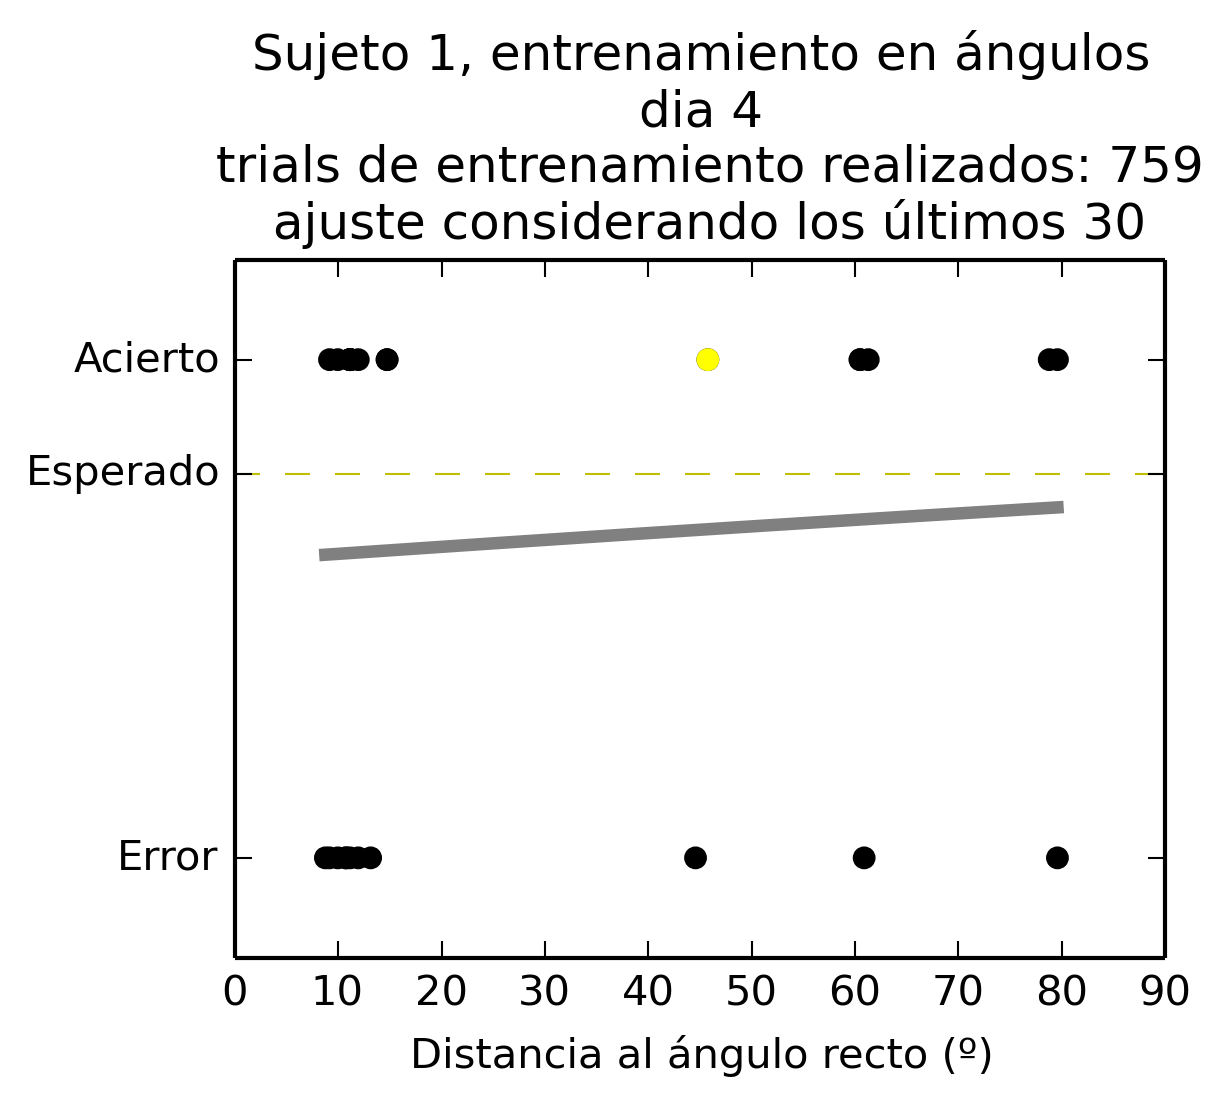 Sujeto 1, entrenamiento en ángulos
dia 4
trials de entrenamiento realizados: 759
ajuste considerando los últimos 30
Acierto
Esperado
Error
0 10 20 30 40 50 60 70 80 90
Distancia al ángulo recto (º)